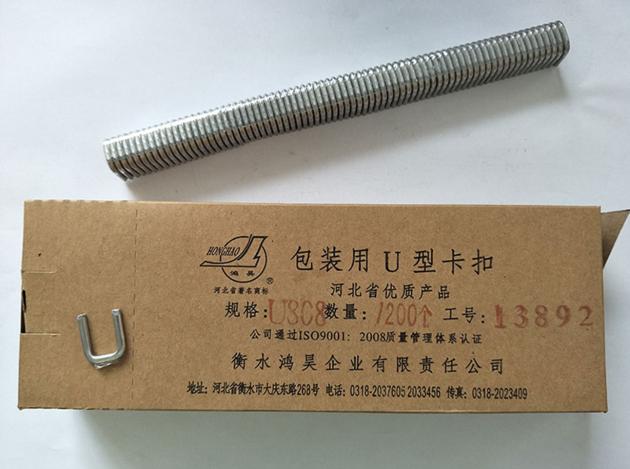 HONGHAO
鸿昊
®
河北省著名商标
包装用U型卡扣
河北省优质产品
规格:U8C8 数量:1200个 工号:13892
公司通过ISO9001:2008质量管理体系认证
衡水鸿昊企业有限责任公司
地址:河北省衡水市大庆东路268号 电话:0318-2037605 2033456 传真:0318-2023409